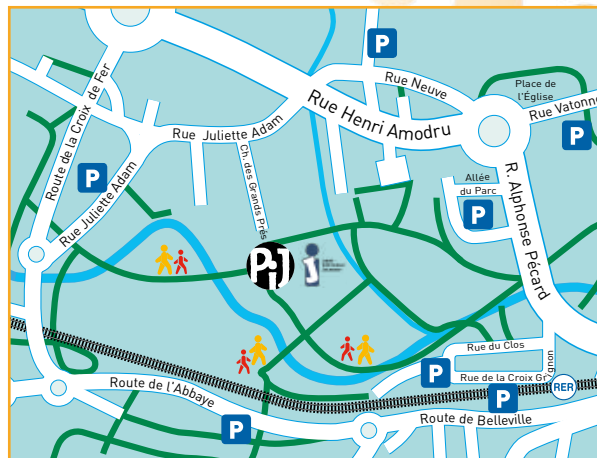 P
Rue Neuve
Place de
l'Église
Rue Vatonne
Rue Henri Amodru
P
Route de la Croix de Fer
Rue Juliette Adam
Ch. des Grands Prés
P
Rue Juliette Adam
Allée
du Parc
P
R. Alphonse Pécard
PiJ
i
Rue du Clos
P
Rue de la Croix Grignon
RER
P
Route de l'Abbaye
P
Route de Belleville